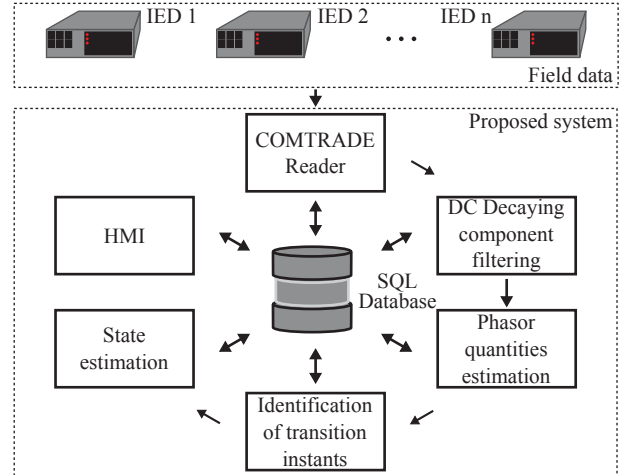 IED 1
IED 2
...
IED n
Field data
Proposed system
COMTRADE
Reader
HMI
DC Decaying
component
filtering
SQL
Database
State
estimation
Phasor
quantities
estimation
Identification
of transition
instants